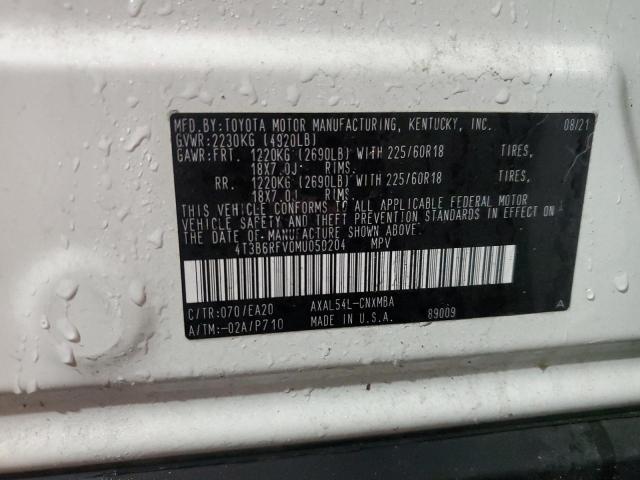 MFD.BY:TOYOTA MOTOR MANUFACTURING, KENTUCKY, INC. 08/21
GVWR:2230KG (4920LB)
GAWR:FRT. 1220KG (2690LB) WITH 225/60R18 TIRES,
18X7.0J RIMS.
RR. 1220KG (2690LB) WITH 225/60R18 TIRES,
18X7.0J RIMS
THIS VEHICLE CONFORMS TO ALL APPLICABLE FEDERAL MOTOR
VEHICLE SAFETY AND THEFT PREVENTION STANDARDS IN EFFECT ON
THE DATE OF MANUFACTURE SHOWN ABOVE.
4T3B6RFV0MU050204 MPV
C/TR:070/EA20 AXAL54L-CNXMBA A
A/TM:-02A/P710 MADE IN U.S.A. 89009